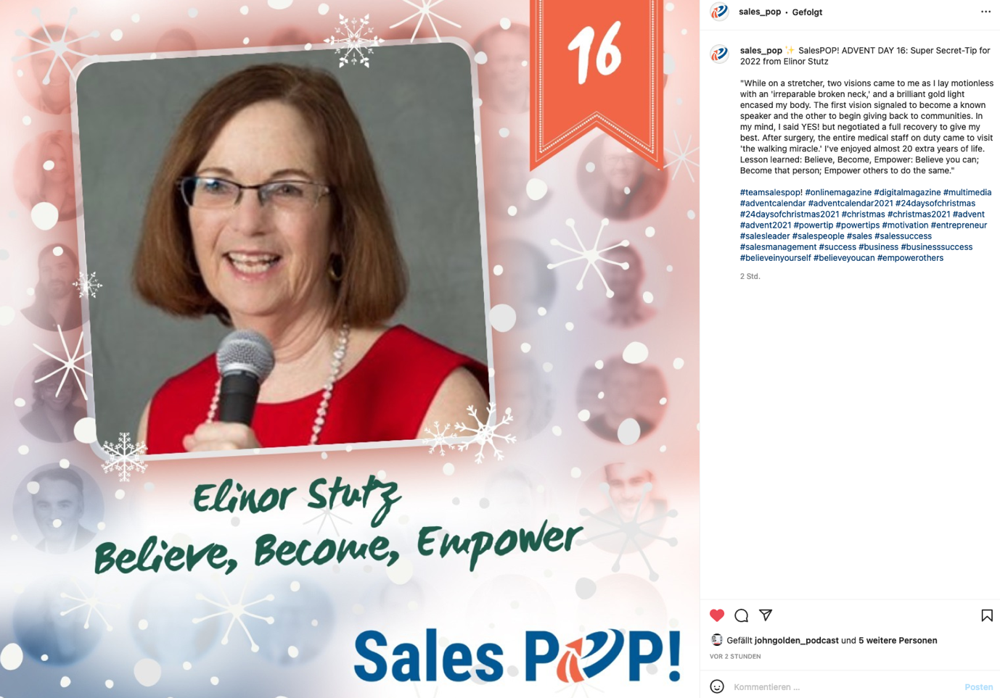 16
Elinor Stutz
Believe, Become, Empower
Sales POP!
sales_pop • Gefolgt
sales_pop ✨ SalesPOP! ADVENT DAY 16: Super Secret-Tip for
2022 from Elinor Stutz
"While on a stretcher, two visions came to me as I lay motionless
with an 'irreparable broken neck,' and a brilliant gold light
encased my body. The first vision signaled to become a known
speaker and the other to begin giving back to communities. In
my mind, I said YES! but negotiated a full recovery to give my
best. After surgery, the entire medical staff on duty came to visit
'the walking miracle.' I've enjoyed almost 20 extra years of life.
Lesson learned: Believe, Become, Empower: Believe you can;
Become that person; Empower others to do the same."
#teamsalespop! #onlinemagazine #digitalmagazine #multimedia
#adventcalendar #adventcalendar2021 #24daysofchristmas
#24daysofchristmas2021 #christmas #christmas2021 #advent
#advent2021 #powertip #powertips #motivation #entrepreneur
#salesleader #salespeople #sales #salessuccess
#salesmanagement #success #business #businesssuccess
#believeinyourself #believeyoucan #empowerothers
2 Std.
Gefällt johngolden_podcast und 5 weitere Personen
VOR 2 STUNDEN
Kommentieren ...
Posten